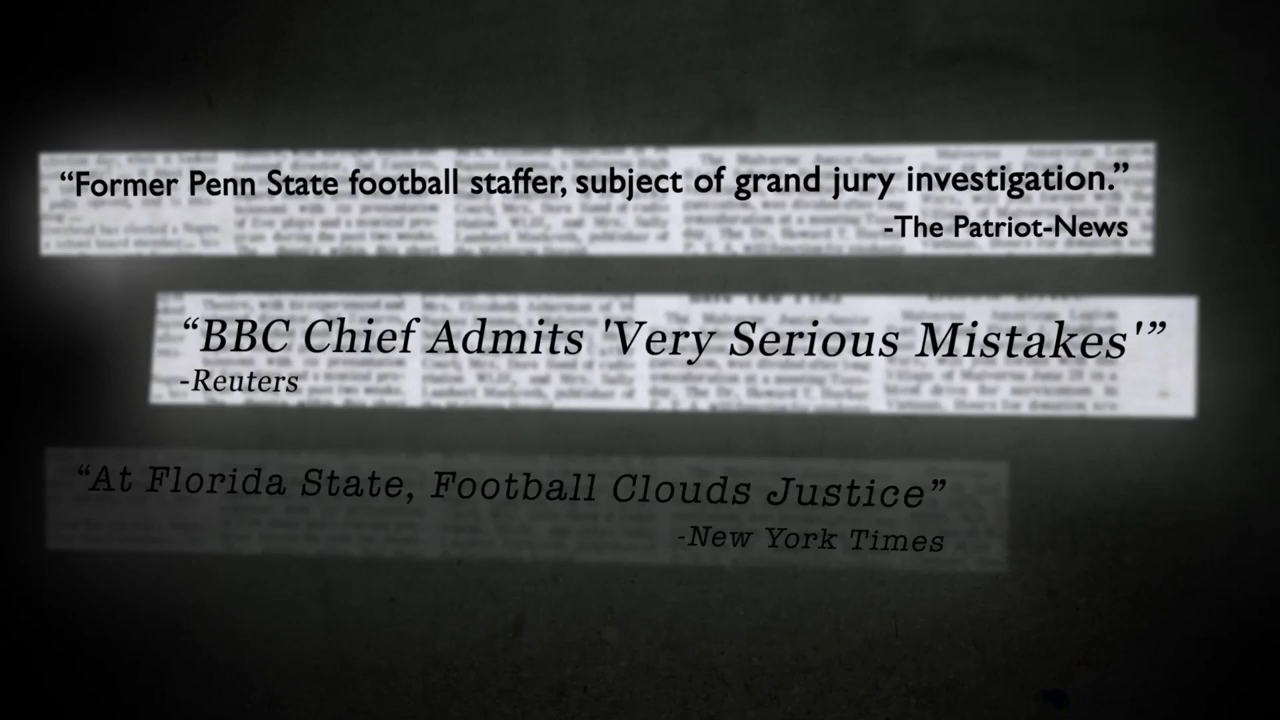 “Former Penn State football staffer, subject of grand jury investigation.”
-The Patriot-News
“BBC Chief Admits 'Very Serious Mistakes'”
-Reuters
“At Florida State, Football Clouds Justice”
-New York Times